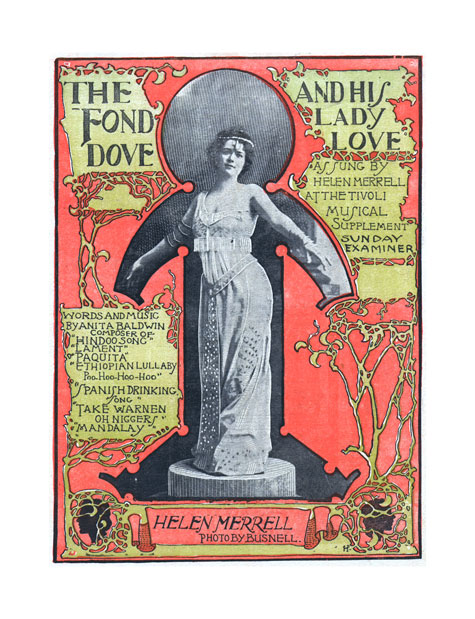 THE
FOND
DOVE
AND HIS
LADY
LOVE
AS SUNG BY
HELEN MERRELL
AT THE TIVOLI
MUSICAL
SUPPLEMENT
SUNDAY
EXAMINER
WORDS AND MUSIC
BY ANITA BALDWIN
COMPOSER OF
"HINDOO SONG"
"LAMENT"
"PAQUITA"
"ETHIOPIAN LULLABY
POO-HOO-HOO-HOO"
"SPANISH DRINKING
SONG"
"TAKE WARNEN
OH NIGGERS"
"MANDALAY"
HELEN MERRELL
PHOTO BY BUSNELL.
H